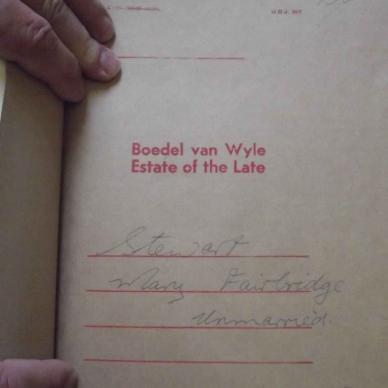 Boedel van Wyle
Estate of the Late
Stewart
Mary Fairbridge
Unmarried.